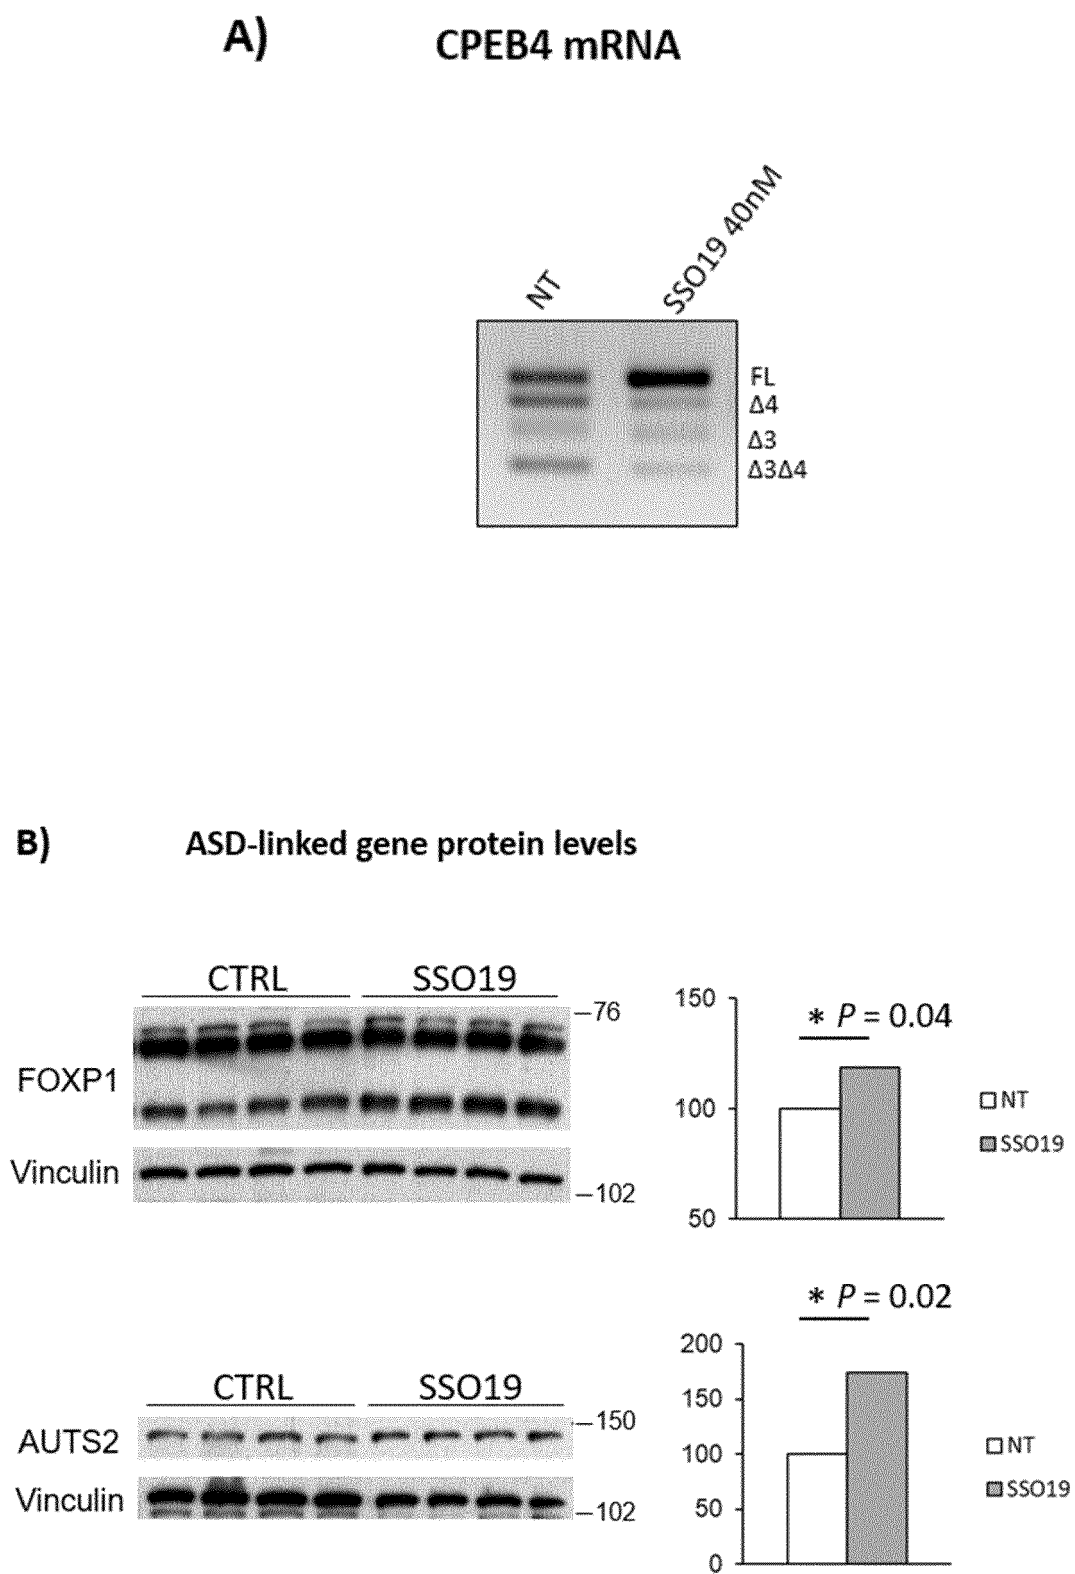 A) CPEB4 mRNA
NT SSO19 40nM
FL
Δ4
Δ3
Δ3Δ4
B) ASD-linked gene protein levels
CTRL SSO19
–76
FOXP1
Vinculin
–102
150
100
50
* P = 0.04
NT
SSO19
CTRL SSO19
–150
AUTS2
Vinculin
–102
* P = 0.02
200
150
100
50
0
NT
SSO19